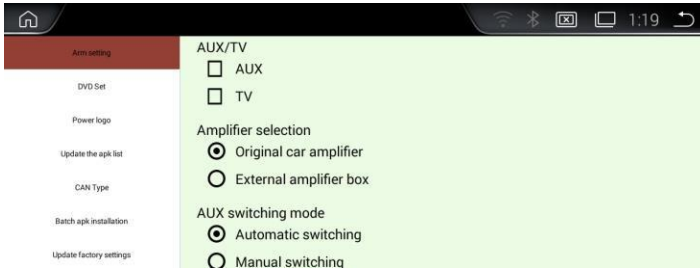 1:19
Arm setting
DVD Set
Power logo
Update the apk list
CAN Type
Batch apk installation
Update factory settings
AUX/TV
AUX
TV
Amplifier selection
Original car amplifier
External amplifier box
AUX switching mode
Automatic switching
Manual switching